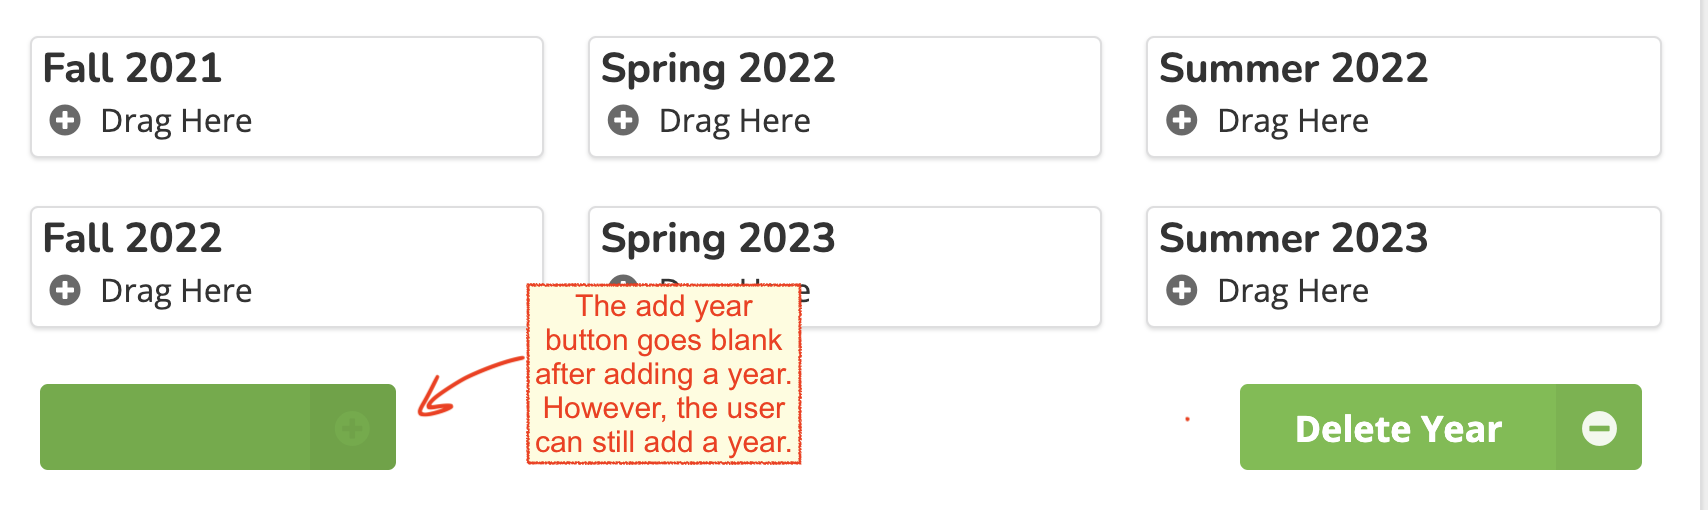 Fall 2021
Spring 2022
Summer 2022
Drag Here
Drag Here
Drag Here
Fall 2022
Spring 2023
Summer 2023
Drag Here
Drag Here
The add year
button goes blank
after adding a year.
However, the user
can still add a year.
Delete Year